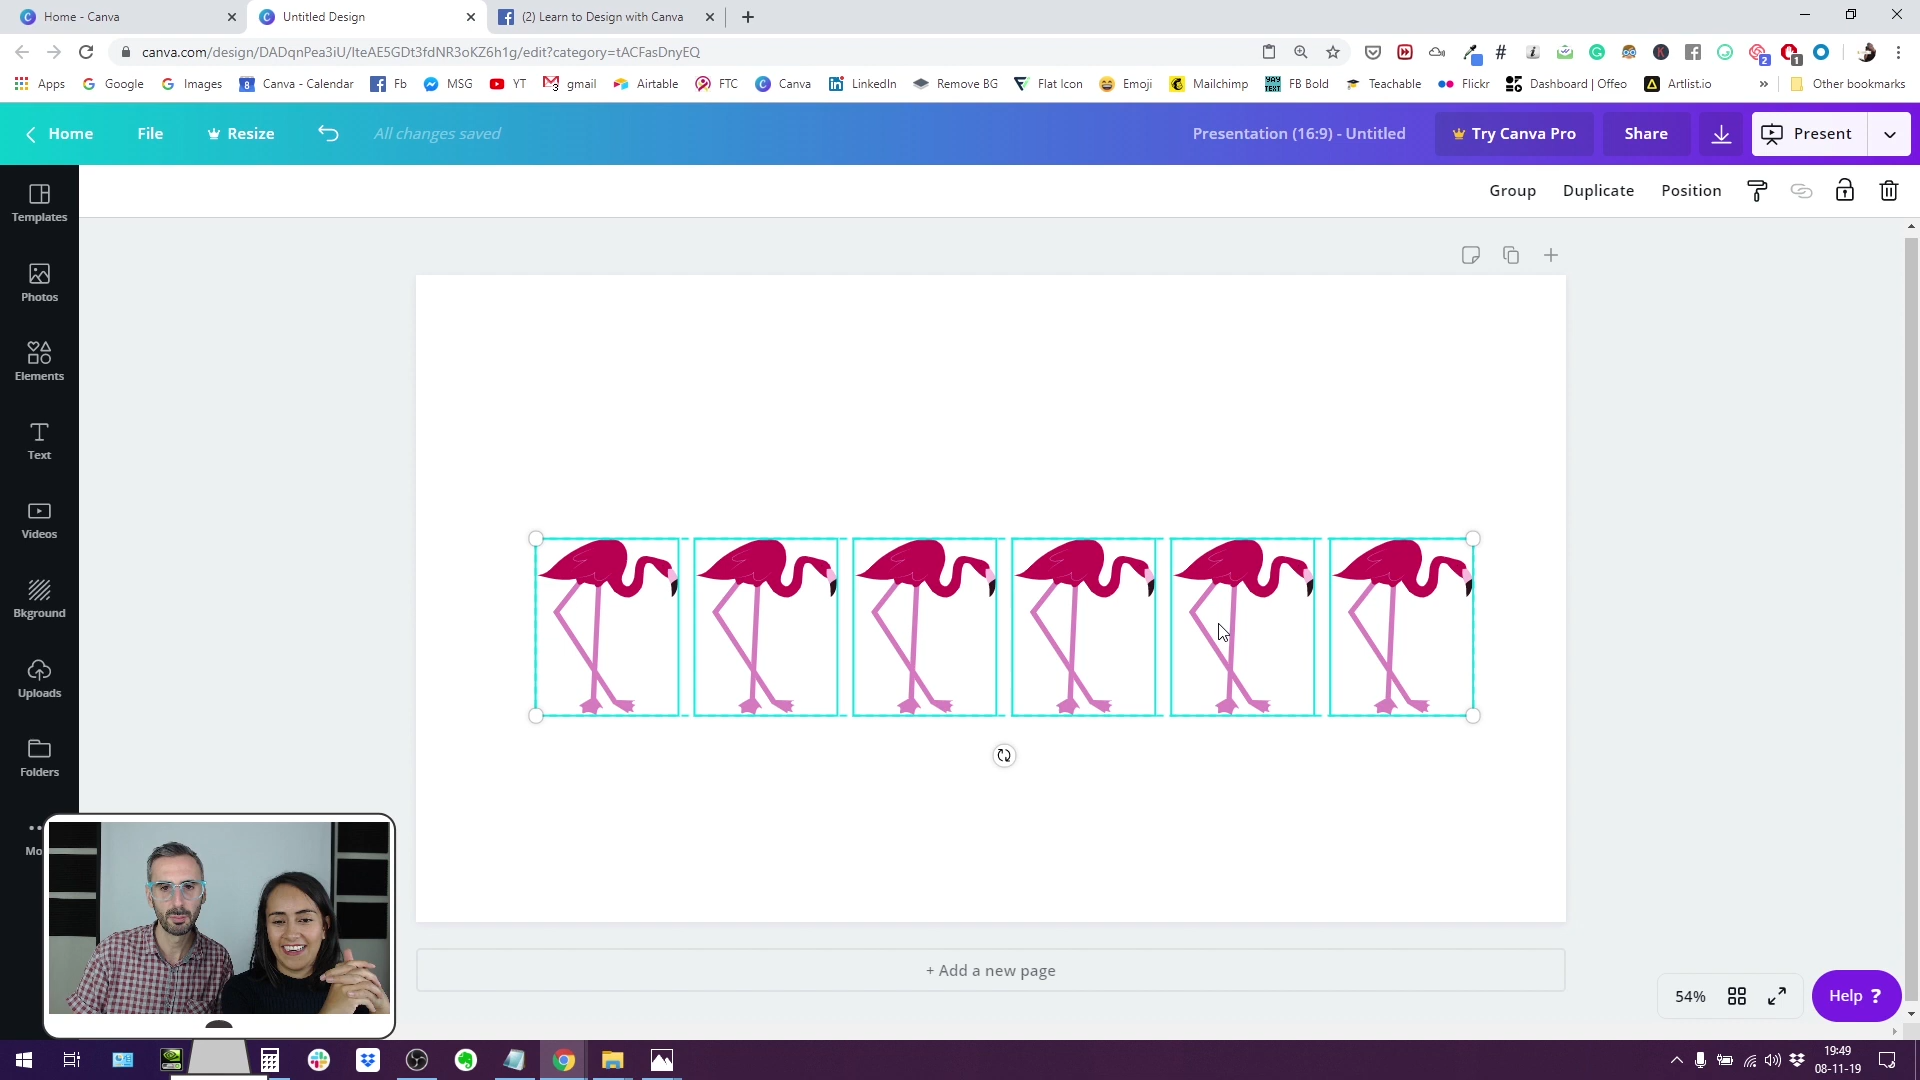 Home - Canva
Untitled Design
(2) Learn to Design with Canva
canva.com/design/DADqnPea3iU/IteAE5GDt3fdNR3oKZ6h1g/edit?category=tACFasDnyEQ
Apps Google Images Canva - Calendar Fb MSG YT gmail Airtable FTC Canva LinkedIn Remove BG Flat Icon Emoji Mailchimp FB Bold Teachable Flickr Dashboard | Offeo Artlist.io » Other bookmarks
Home File Resize All changes saved Presentation (16:9) - Untitled Try Canva Pro Share Present
Group Duplicate Position
Templates
Photos
Elements
Text
Videos
Bkground
Uploads
Folders
Mo
+ Add a new page
54%
Help ?
19:49
08-11-19